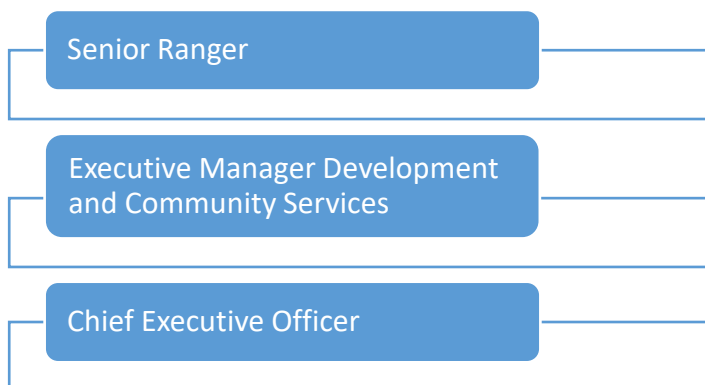 Senior Ranger
Executive Manager Development
and Community Services
Chief Executive Officer